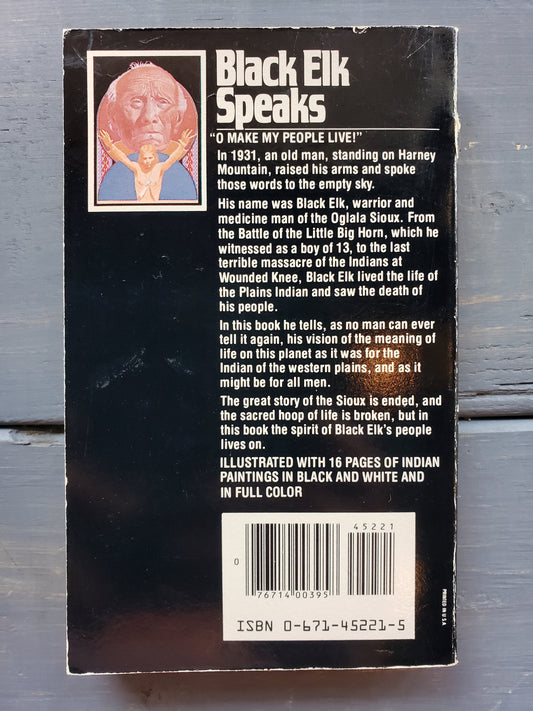 Black Elk
Speaks
"O MAKE MY PEOPLE LIVE!"
In 1931, an old man, standing on Harney
Mountain, raised his arms and spoke
those words to the empty sky.
His name was Black Elk, warrior and
medicine man of the Oglala Sioux. From
the Battle of the Little Big Horn, which he
witnessed as a boy of 13, to the last
terrible massacre of the Indians at
Wounded Knee, Black Elk lived the life of
the Plains Indian and saw the death of
his people.
In this book he tells, as no man can ever
tell it again, his vision of the meaning of
life on this planet as it was for the
Indian of the western plains, and as it
might be for all men.
The great story of the Sioux is ended, and
the sacred hoop of life is broken, but in
this book the spirit of Black Elk's people
lives on.
ILLUSTRATED WITH 16 PAGES OF INDIAN
PAINTINGS IN BLACK AND WHITE AND
IN FULL COLOR
45221
0
76714 00395
ISBN 0-671-45221-5
PRINTED IN U.S.A.